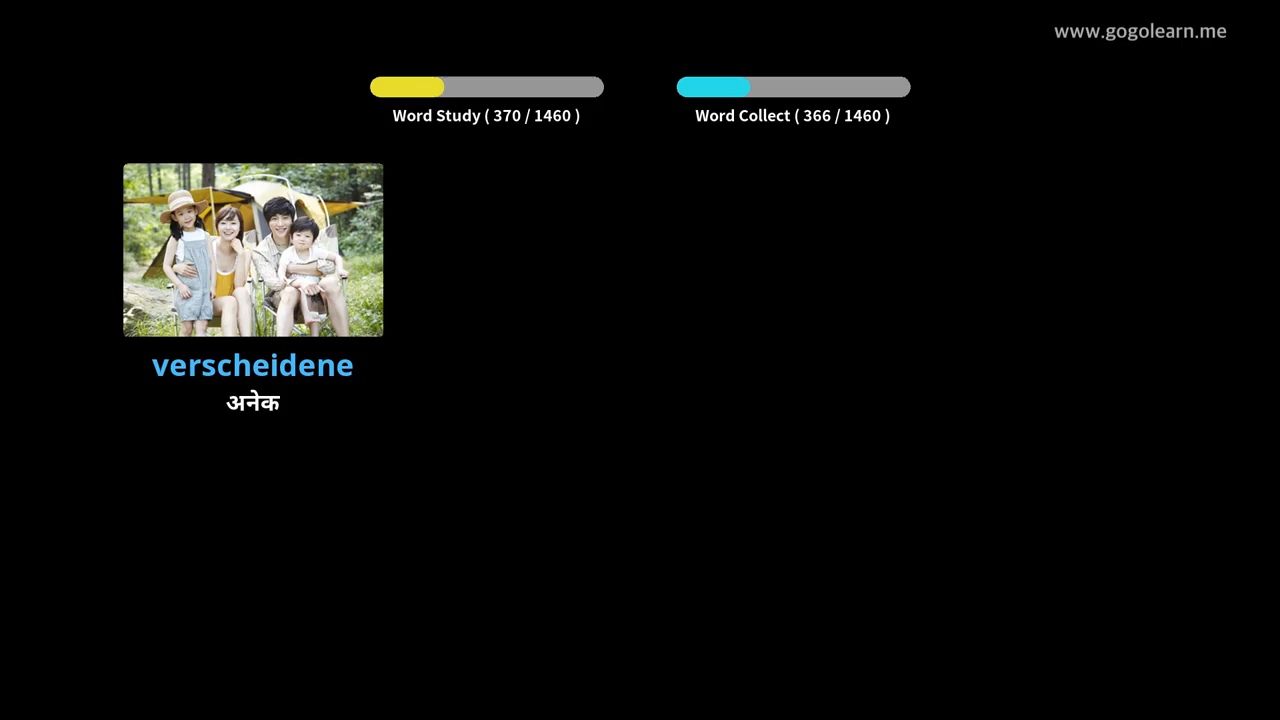 www.gogolearn.me
Word Study ( 370 / 1460 )
Word Collect ( 366 / 1460 )
verscheidene
अनेक